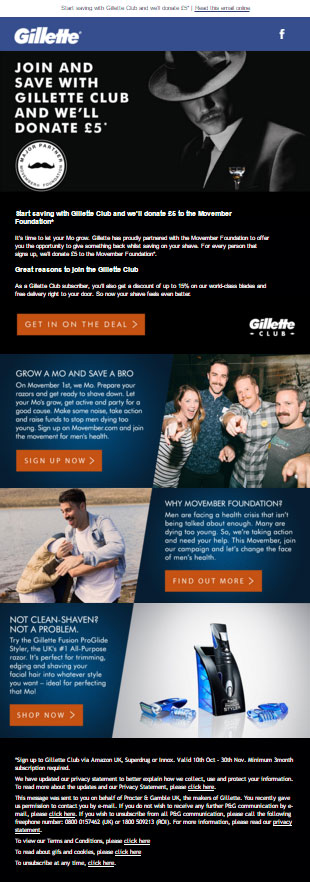 Start saving with Gillette Club and we'll donate £5* | Read this email online
Gillette
f
JOIN AND
SAVE WITH
GILLETTE CLUB
AND WE'LL
DONATE £5*
MAJOR PARTNER
MOVEMBER FOUNDATION
Start saving with Gillette Club and we'll donate £5 to the Movember
Foundation*
It's time to let your Mo grow. Gillette has proudly partnered with the Movember Foundation to offer
you the opportunity to give something back whilst saving on your shave. For every person that
signs up, we'll donate £5 to the Movember Foundation*.
Great reasons to join the Gillette Club
As a Gillette Club subscriber, you'll also get a discount of up to 15% on our world-class blades and
free delivery right to your door. So now your shave feels even better.
GET IN ON THE DEAL >
Gillette
CLUB
GROW A MO AND SAVE A BRO
On Movember 1st, we Mo. Prepare your
razors and get ready to shave down. Let
your Mo's grow, get active and party for a
good cause. Make some noise, take action
and raise funds to stop men dying too
young. Sign up on Movember.com and join
the movement for men's health.
SIGN UP NOW >
WHY MOVEMBER FOUNDATION?
Men are facing a health crisis that isn't
being talked about enough. Many are
dying too young. So, we're taking action
and need your help. This Movember, join
our campaign and let's change the face
of men's health.
FIND OUT MORE >
NOT CLEAN-SHAVEN?
NOT A PROBLEM.
Try the Gillette Fusion ProGlide
Styler, the UK's #1 All-Purpose
razor. It's perfect for trimming,
edging and shaving your
facial hair into whatever style
you want – ideal for perfecting
that Mo!
SHOP NOW >
STYLER
*Sign up to Gillette Club via Amazon UK, Superdrug or Innox. Valid 10th Oct - 30th Nov. Minimum 3month
subcription required.
We have updated our privacy statement to better explain how we collect, use and protect your information.
To read more about the updates and our Privacy Statement, please click here.
This message was sent to you on behalf of Procter & Gamble UK, the makers of Gillette. You recently gave
us permission to contact you by e-mail. If you do not wish to receive any further P&G communication by e-
mail, please click here. If you wish to unsubscribe from all P&G communication, please call the following
freephone number: 0800 0157462 (UK) or 1800 509213 (ROI). For more information, please read our privacy
statement.
To view our Terms and Conditions, please click here
To read about gifs and cookies, please click here
To unsubscribe at any time, click here.